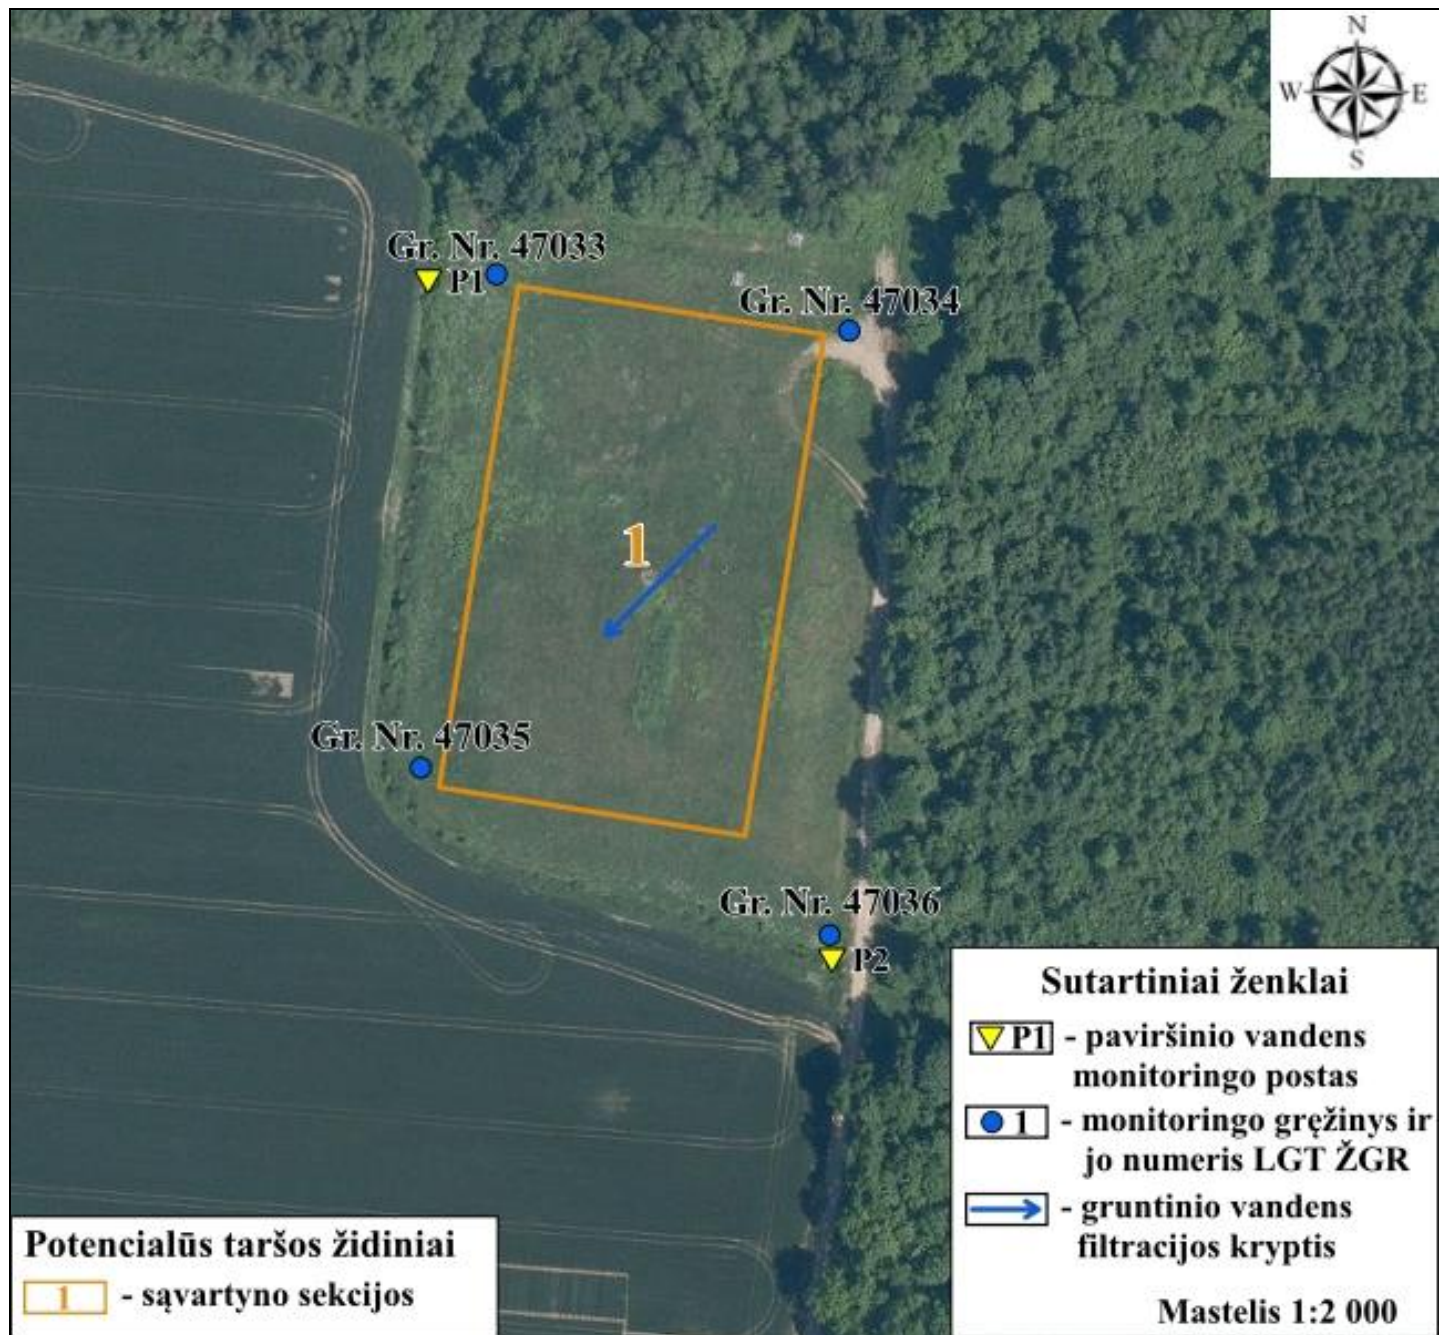 N
W E
S
Gr. Nr. 47033
P1
Gr. Nr. 47034
1
Gr. Nr. 47035
Gr. Nr. 47036
P2
Sutartiniai ženklai
P1 - paviršinio vandens
monitoringo postas
1 - monitoringo gręžinys ir
jo numeris LGT ŽGR
- gruntinio vandens
filtracijos kryptis
Mastelis 1:2 000
Potencialūs taršos židiniai
1 - sąvartyno sekcijos